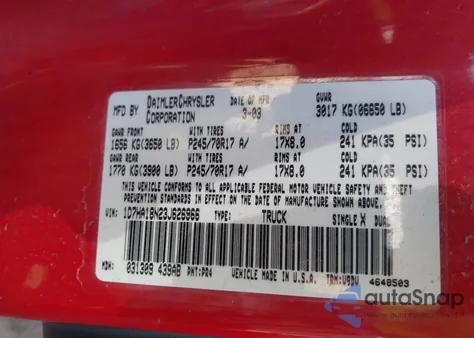 MFD BY DAIMLERCHRYSLER CORPORATION DATE OF MFR 3-03 GVWR 3017 KG(06650 LB)
GAWR FRONT P245/70R17 A/ RIMS AT 17X8.0 COLD 241 KPA(35 PSI)
1656 KG(3650 LB)
GAWR REAR P245/70R17 A/ RIMS AT 17X8.0 COLD 241 KPA(35 PSI)
1770 KG(3900 LB)
THIS VEHICLE CONFORMS TO ALL APPLICABLE FEDERAL MOTOR VEHICLE SAFETY AND THEFT
PREVENTION STANDARDS IN EFFECT ON THE DATE OF MANUFACTURE SHOWN ABOVE.
VIN: 1D7HA18N23J626966 TYPE: TRUCK SINGLE X DUAL
MDH: 031309 439AB PNT: PR4 VEHICLE MADE IN U.S.A. TRM: V9DV 4648503
autoSnap